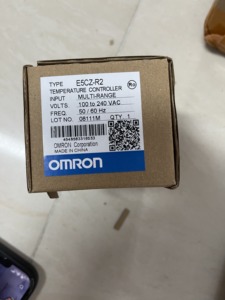 TYPE E5CZ-R2
TEMPERATURE CONTROLLER
INPUT MULTI-RANGE
VOLTS. 100 to 240 VAC
FREQ. 50 / 60 Hz
LOT NO. 08111M QTY 1
OMRON Corporation
MADE IN CHINA
OMRON